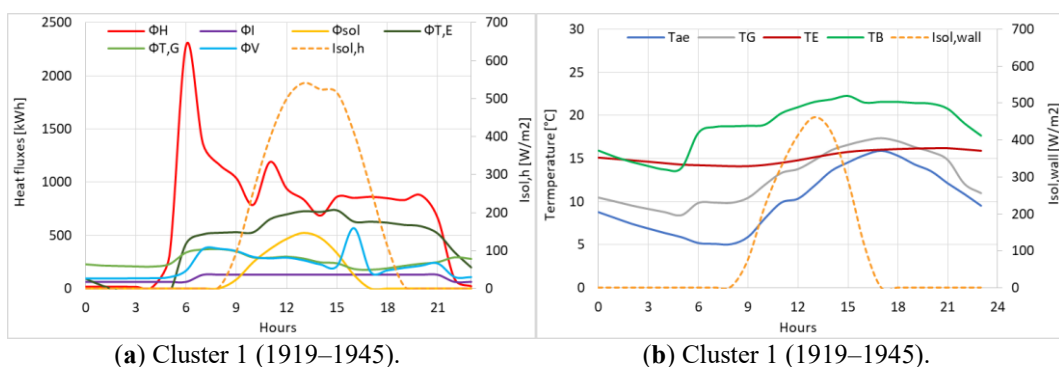 2500
2000
1500
1000
500
0
Heat fluxes [kWh]
ΦH ΦI Φsol ΦT,E
ΦT,G ΦV Isol,h
700
600
500
400
300
200
100
0
Isol,h [W/m2]
0 3 6 9 12 15 18 21
Hours
(a) Cluster 1 (1919–1945).
30
25
20
15
10
5
0
Termperature [°C]
Tae TG TE TB Isol,wall
700
600
500
400
300
200
100
0
Isol,wall [W/m2]
0 3 6 9 12 15 18 21 24
Hours
(b) Cluster 1 (1919–1945).